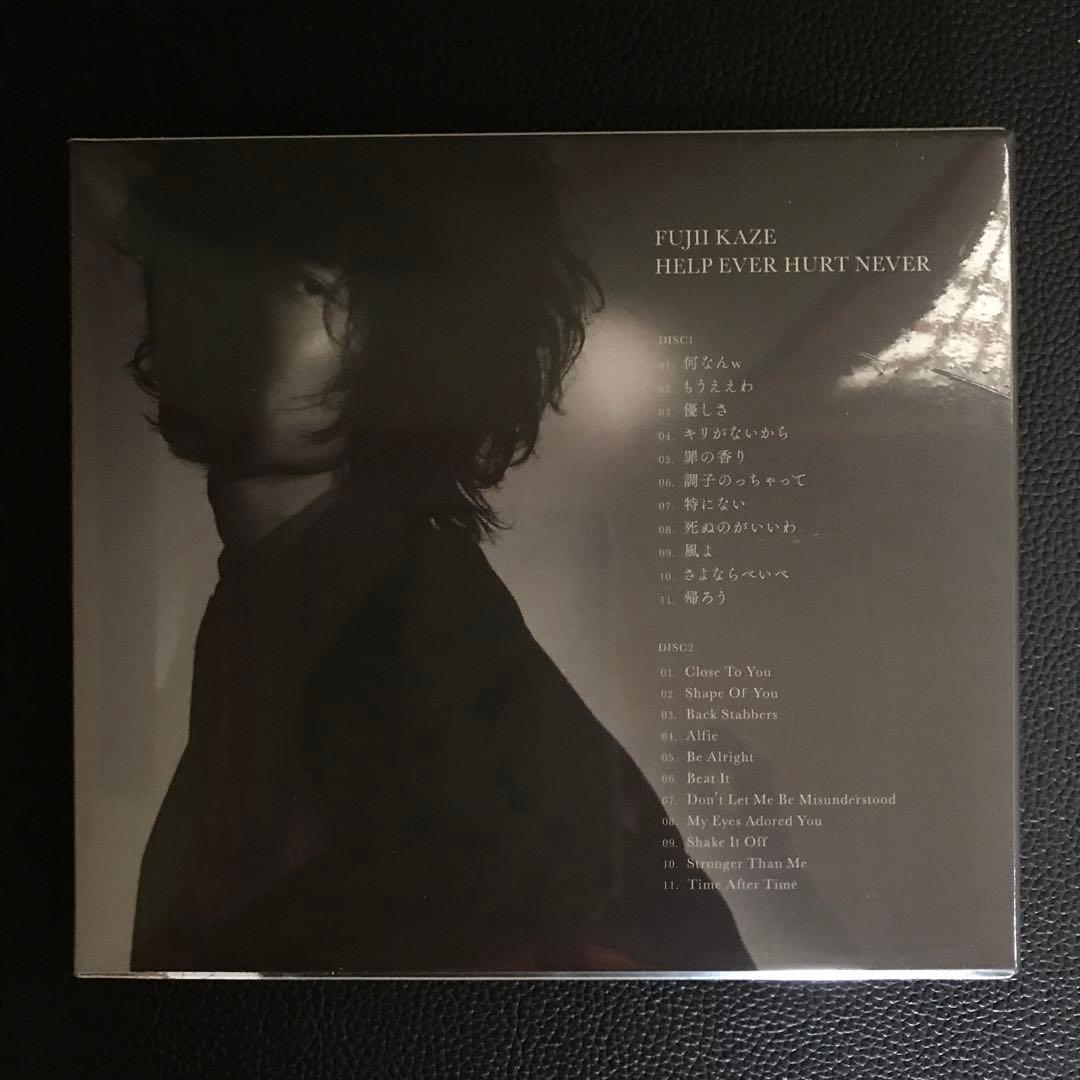 FUJII KAZE
HELP EVER HURT NEVER
DISC1
01. 何なんw
02. もうええわ
03. 優しさ
04. キリがないから
05. 罪の香り
06. 調子のっちゃって
07. 特にない
08. 死ぬのがいいわ
09. 風よ
10. さよならべいべ
11. 帰ろう
DISC2
01. Close To You
02. Shape Of You
03. Back Stabbers
04. Alfie
05. Be Alright
06. Beat It
07. Don't Let Me Be Misunderstood
08. My Eyes Adored You
09. Shake It Off
10. Stronger Than Me
11. Time After Time